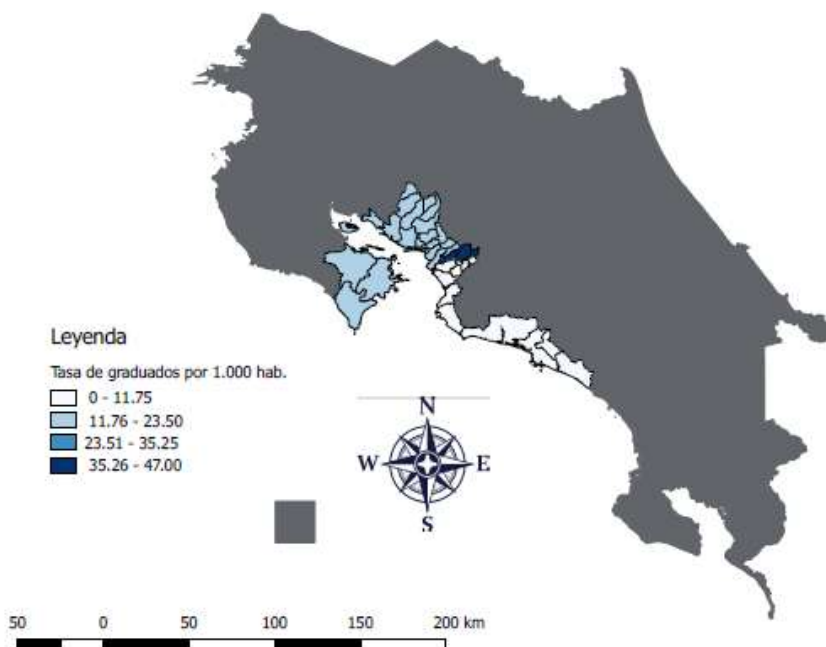 Leyenda
Tasa de graduados por 1.000 hab.
0 - 11.75
11.76 - 23.50
23.51 - 35.25
35.26 - 47.00
N
W E
S
50 0 50 100 150 200 km